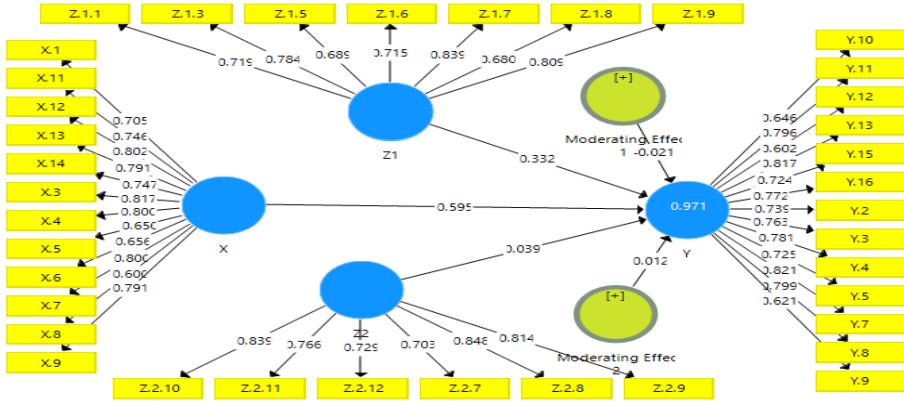 Z.1.1 Z.1.3 Z.1.5 Z.1.6 Z.1.7 Z.1.8 Z.1.9
0.719 0.784 0.689 0.715 0.839 0.680 0.809
Z1
X.1
X.11
X.12
X.13
X.14
X.3
X.4
X.5
X.6
X.7
X.8
X.9
0.705
0.746
0.802
0.791
0.747
0.817
0.800
0.650
0.656
0.800
0.600
0.791
X
[+]
Moderating Effec
1 -0.021
0.332
0.595
0.039
0.012
0.971
Y
[+]
Moderating Effec
2
Y.10
Y.11
Y.12
Y.13
Y.15
Y.16
Y.2
Y.3
Y.4
Y.5
Y.7
Y.8
Y.9
0.646
0.796
0.602
0.817
0.724
0.772
0.739
0.763
0.781
0.725
0.821
0.799
0.621
Z2
0.839 0.766 0.729 0.703 0.848 0.814
Z.2.10 Z.2.11 Z.2.12 Z.2.7 Z.2.8 Z.2.9